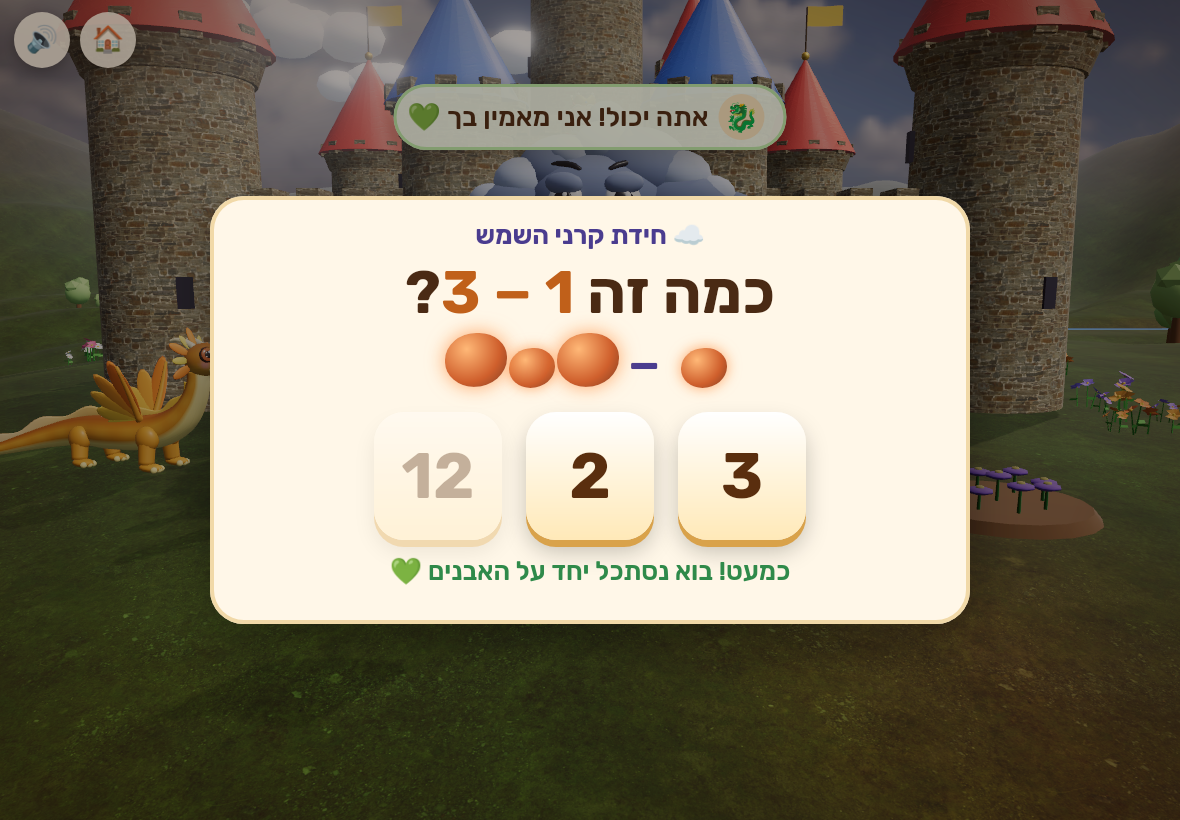 אתה יכול! אני מאמין בך 💚
☁️ חידת קרני השמש
כמה זה 3 – 1?
–
12 2 3
כמעט! בוא נסתכל יחד על האבנים 💚